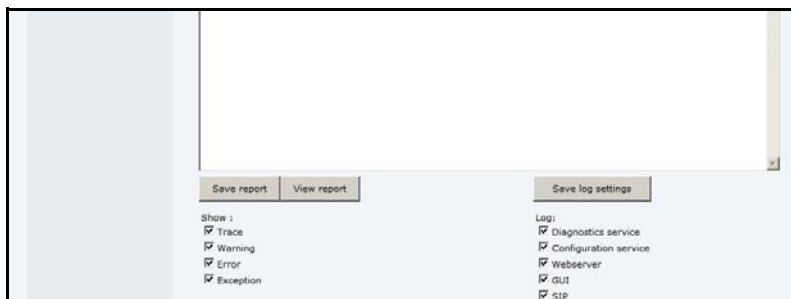 Save report
View report
Save log settings
Show :
Trace
Warning
Error
Exception
Log:
Diagnostics service
Configuration service
Webserver
GUI
SIP